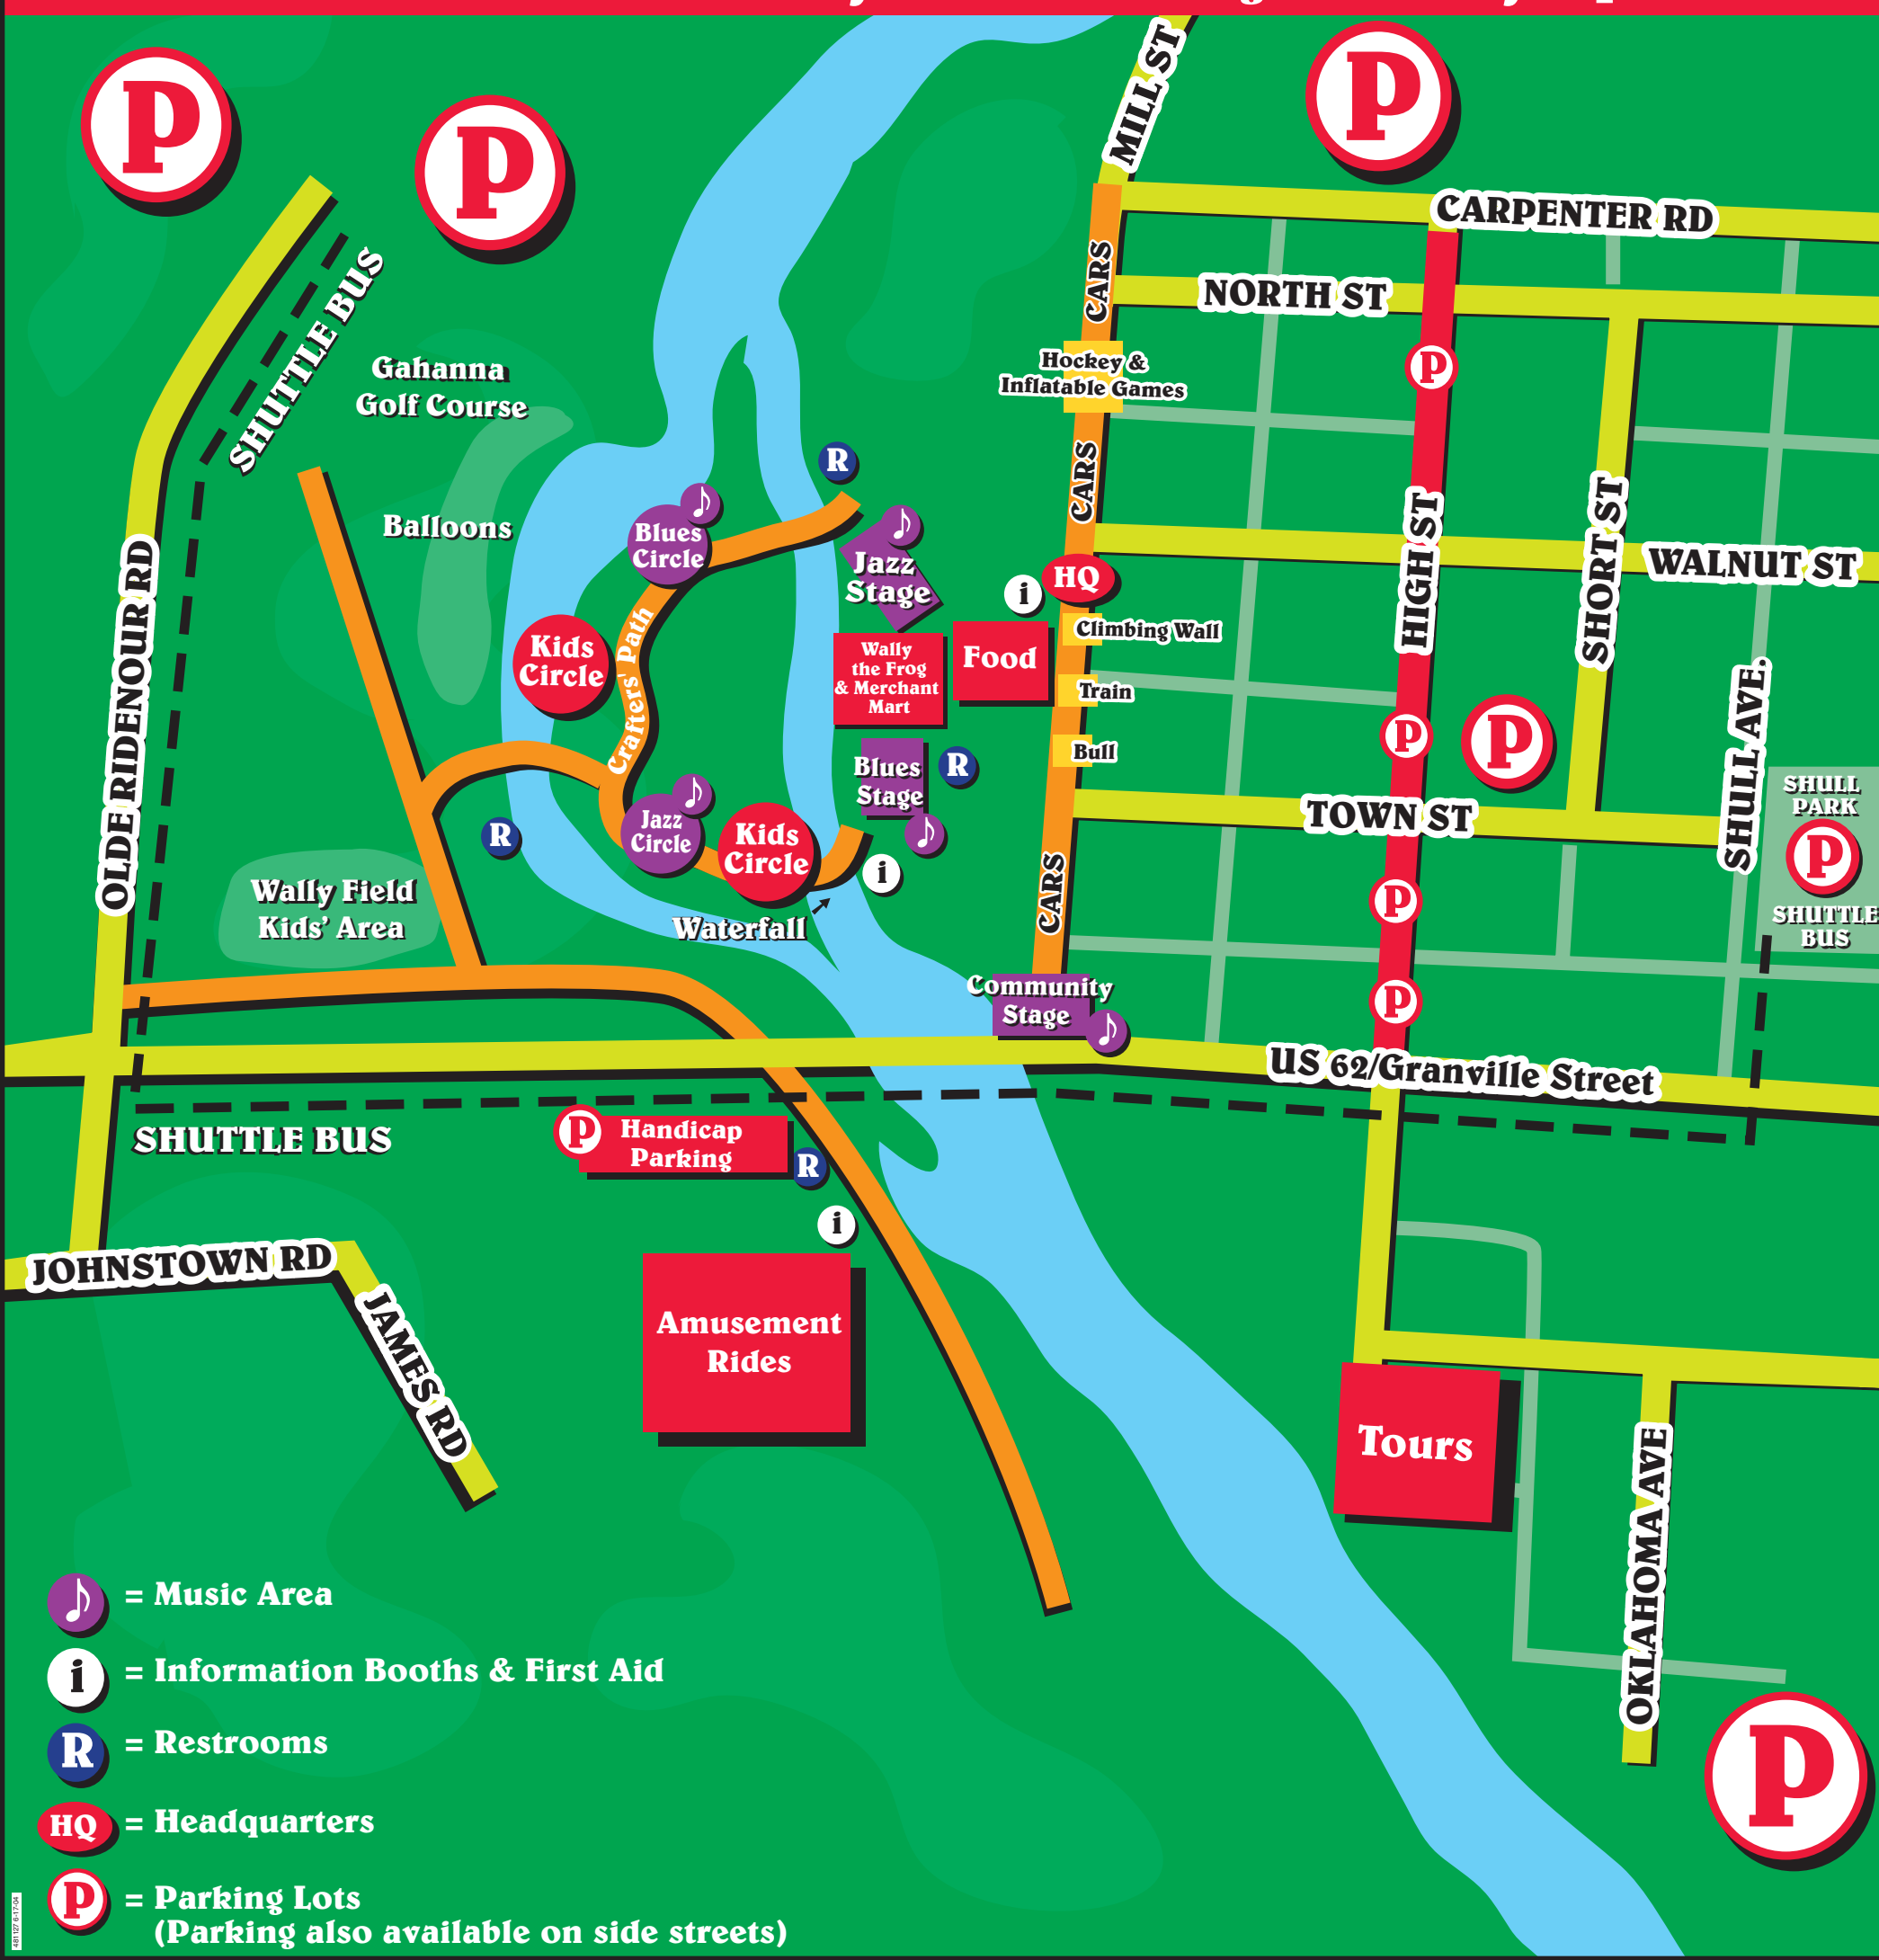 MILL ST
P
P
P
CARPENTER RD
CARS
NORTH ST
SHUTTLE BUS
Gahanna
Golf Course
Hockey &
Inflatable Games
P
CARS
R
Balloons
Blues
Circle
Jazz
Stage
HIGH ST
SHORT ST
WALNUT ST
OLDE RIDENOUR RD
i
HQ
Climbing Wall
Kids
Circle
Crafters' Path
Wally
the Frog
& Merchant
Mart
Food
Train
Bull
P
P
SHULL AVE.
Blues
Stage
R
SHULL
PARK
P
SHUTTLE
BUS
TOWN ST
R
Jazz
Circle
Kids
Circle
i
CARS
P
Wally Field
Kids' Area
Waterfall
Community
Stage
P
US 62/Granville Street
SHUTTLE BUS
P
Handicap
Parking
R
i
JOHNSTOWN RD
JAMES RD
Amusement
Rides
Tours
OKLAHOMA AVE
P
= Music Area
i = Information Booths & First Aid
R = Restrooms
HQ = Headquarters
P = Parking Lots
(Parking also available on side streets)
481127 6-17-04